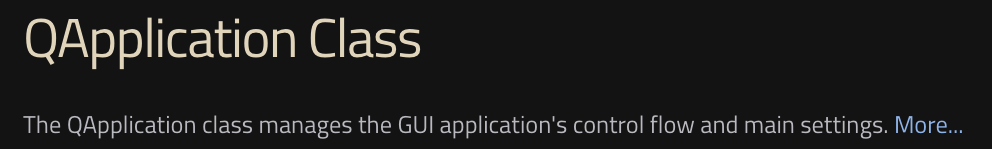 QApplication Class
The QApplication class manages the GUI application's control flow and main settings. More...